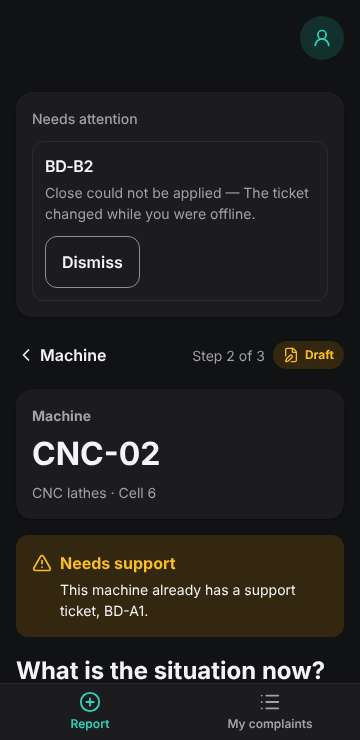 Needs attention
BD-B2
Close could not be applied — The ticket
changed while you were offline.
Dismiss
Machine
Step 2 of 3
Draft
Machine
CNC-02
CNC lathes · Cell 6
Needs support
This machine already has a support
ticket, BD-A1.
What is the situation now?
Report
My complaints